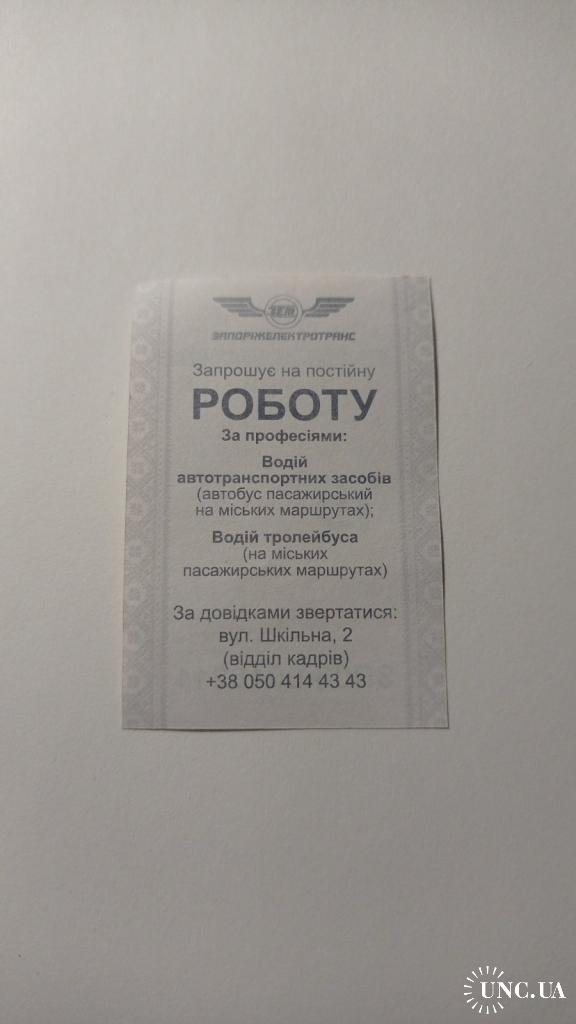 ЗЕТ
ЗАПОРІЖЕЛЕКТРОТРАНС
Запрошує на постійну
РОБОТУ
За професіями:
Водій
автотранспортних засобів
(автобус пасажирський
на міських маршрутах);
Водій тролейбуса
(на міських
пасажирських маршрутах)
За довідками звертатися:
вул. Шкільна, 2
(відділ кадрів)
+38 050 414 43 43
UNC.UA